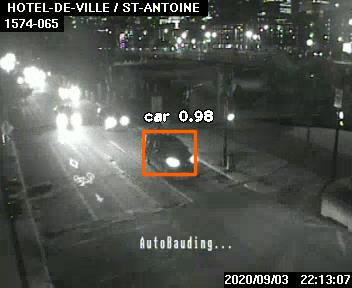 HOTEL-DE-VILLE / ST-ANTOINE
1574-065
car 0.98
AutoBauding...
2020/09/03 22:13:07